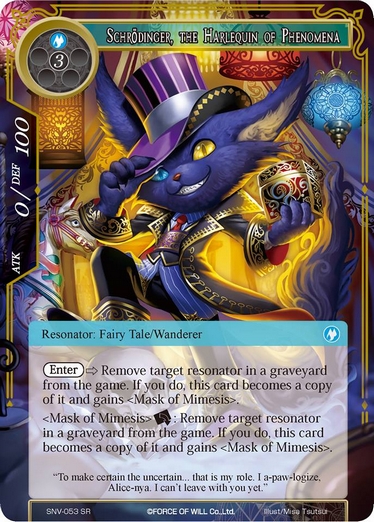 Schrödinger, the Harlequin of Phenomena
3
ATK 0 / DEF 100
Resonator: Fairy Tale/Wanderer
Enter ⇨ Remove target resonator in a graveyard
from the game. If you do, this card becomes a copy
of it and gains <Mask of Mimesis>.
<Mask of Mimesis> : Remove target resonator
in a graveyard from the game. If you do, this card
becomes a copy of it and gains <Mask of Mimesis>.
“To make certain the uncertain... that is my role. I a-paw-logize,
Alice-nya. I can’t leave with you yet.”
SNV-053 SR ©FORCE OF WILL Co.,Ltd. Illust/Misa Tsutsui